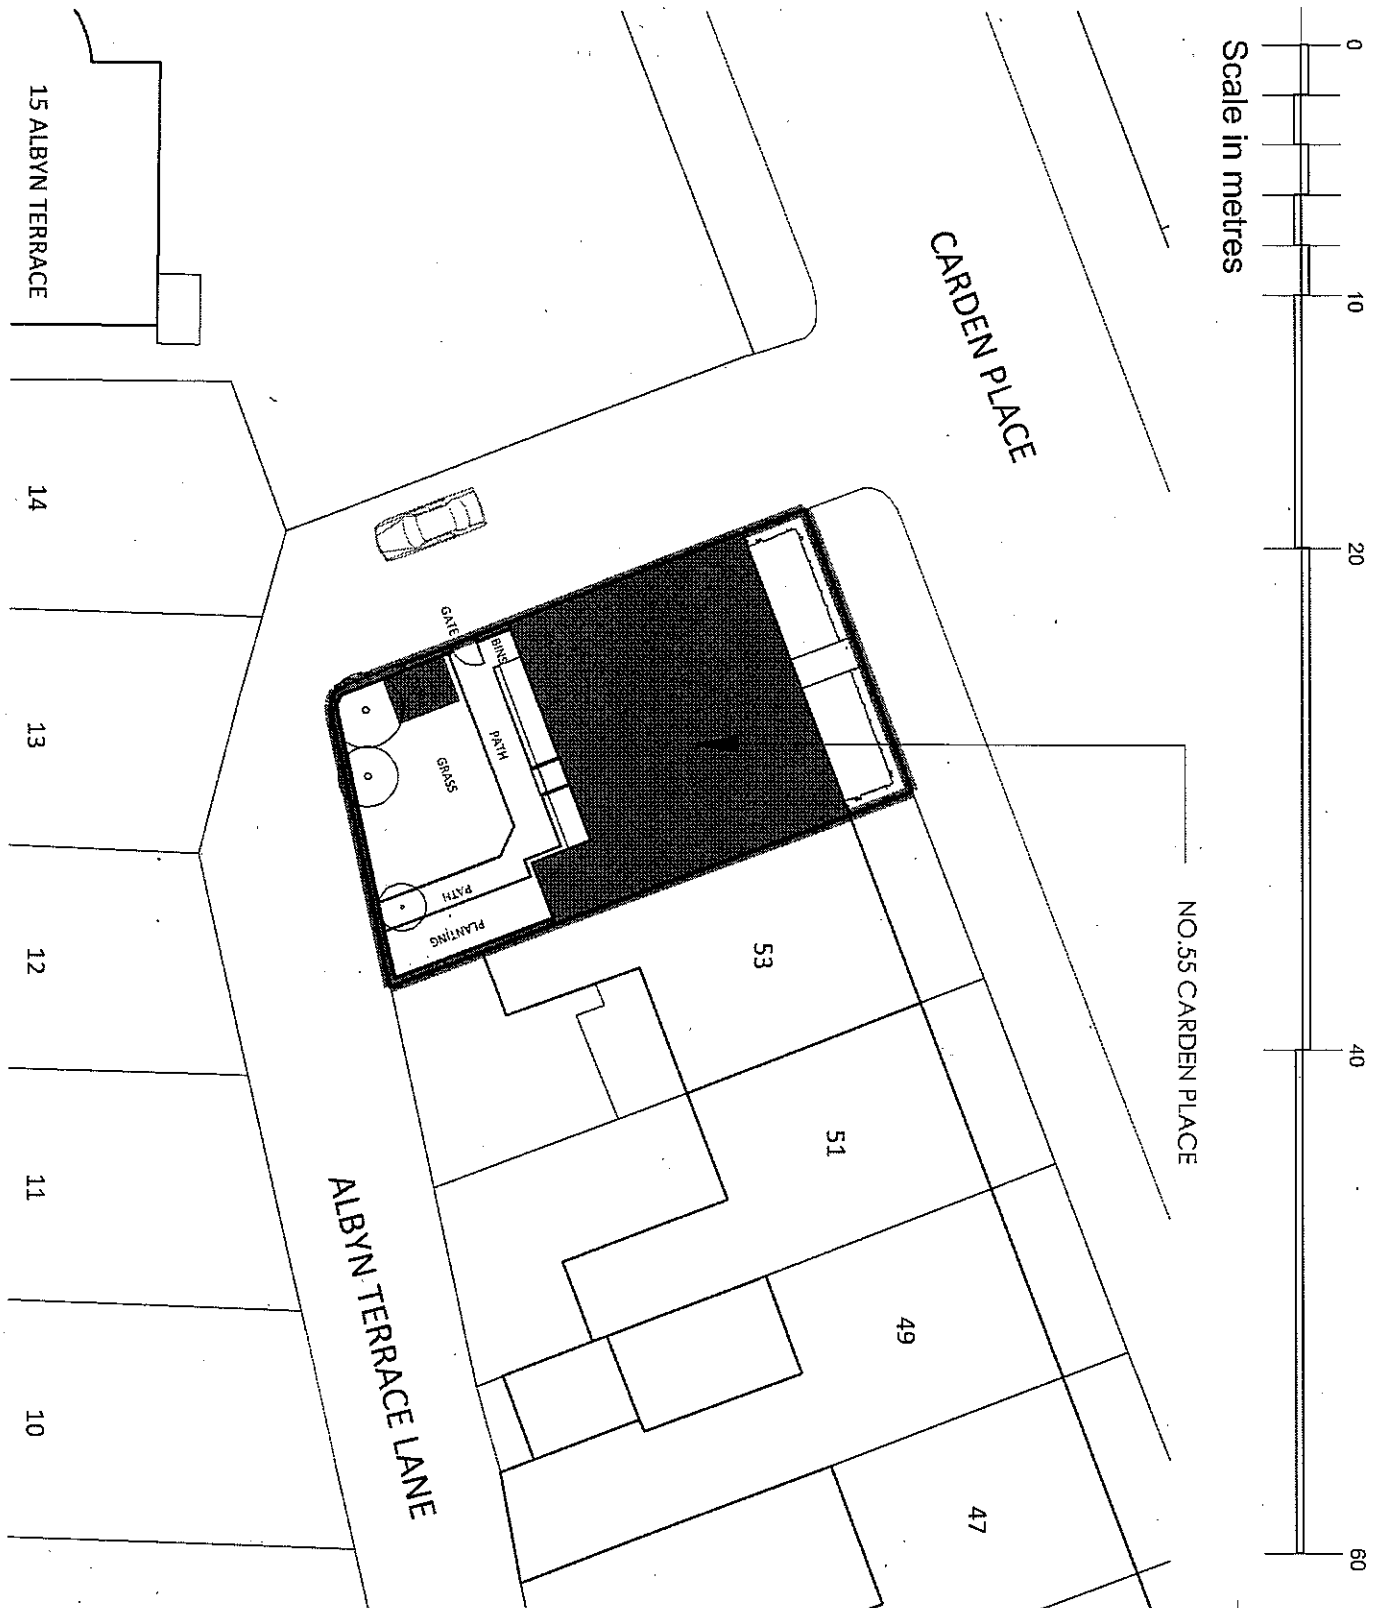 0
10
20
40
60
Scale in metres
NO.55 CARDEN PLACE
CARDEN PLACE
53
51
49
47
GATE
BINS
PATH
GRASS
PATH
PLANTING
ALBYN TERRACE LANE
15 ALBYN TERRACE
14
13
12
11
10